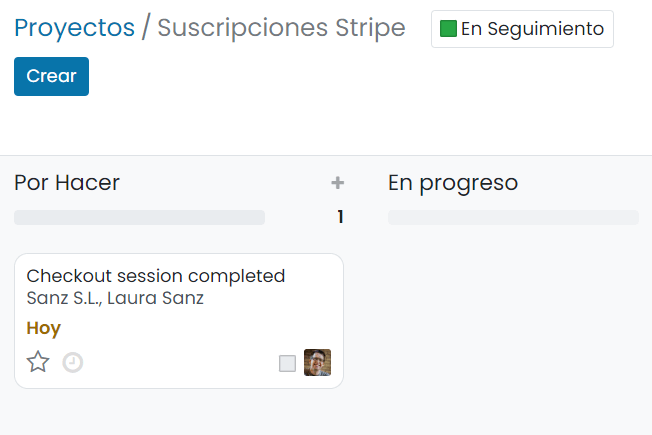 Proyectos / Suscripciones Stripe
En Seguimiento
Crear
Por Hacer
1
En progreso
Checkout session completed
Sanz S.L., Laura Sanz
Hoy